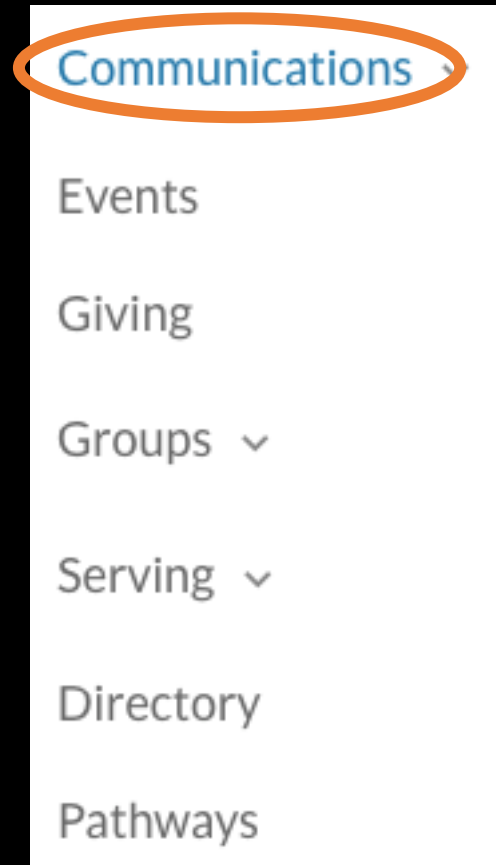 Communications
Events
Giving
Groups
Serving
Directory
Pathways